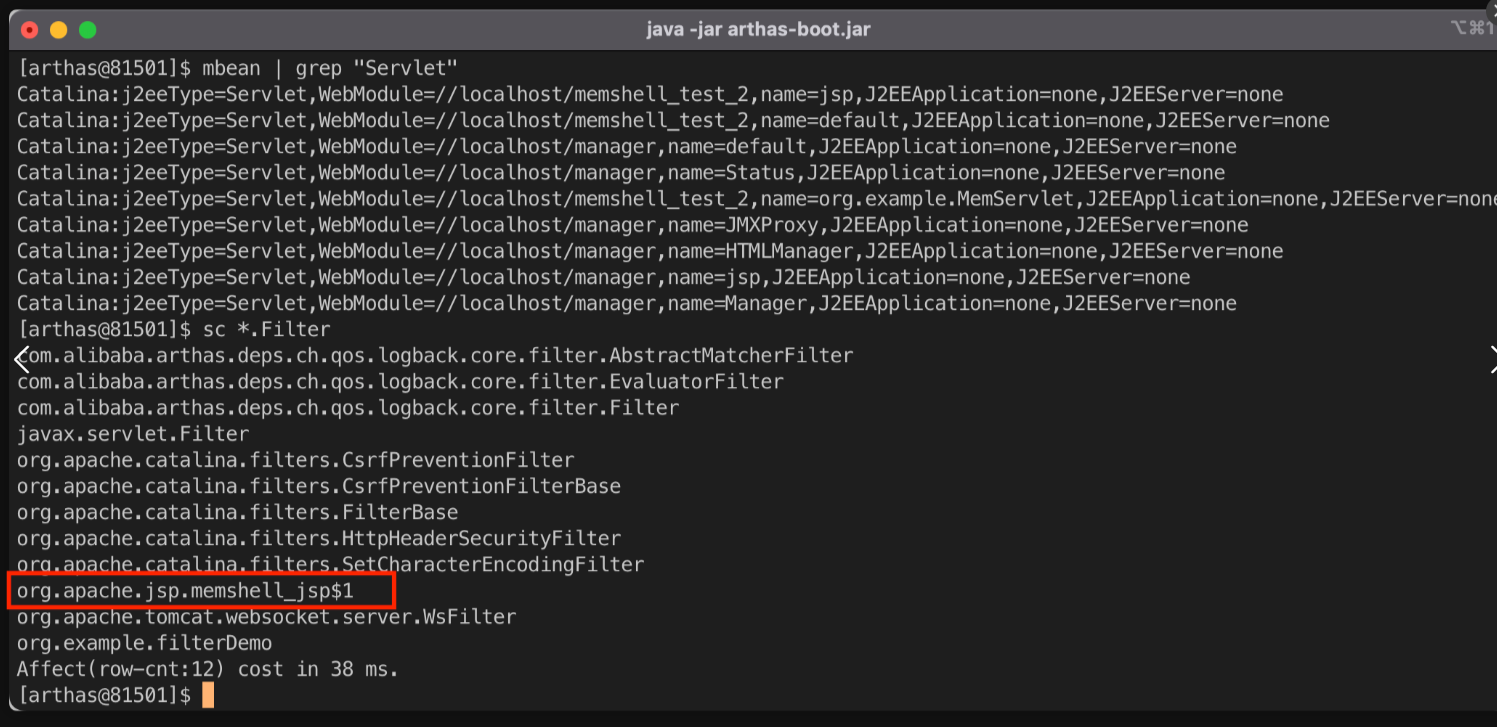 java -jar arthas-boot.jar
⌥⌘1
[arthas@81501]$ mbean | grep "Servlet"
Catalina:j2eeType=Servlet,WebModule=//localhost/memshell_test_2,name=jsp,J2EEApplication=none,J2EEServer=none
Catalina:j2eeType=Servlet,WebModule=//localhost/memshell_test_2,name=default,J2EEApplication=none,J2EEServer=none
Catalina:j2eeType=Servlet,WebModule=//localhost/manager,name=default,J2EEApplication=none,J2EEServer=none
Catalina:j2eeType=Servlet,WebModule=//localhost/manager,name=Status,J2EEApplication=none,J2EEServer=none
Catalina:j2eeType=Servlet,WebModule=//localhost/memshell_test_2,name=org.example.MemServlet,J2EEApplication=none,J2EEServer=none
Catalina:j2eeType=Servlet,WebModule=//localhost/manager,name=JMXProxy,J2EEApplication=none,J2EEServer=none
Catalina:j2eeType=Servlet,WebModule=//localhost/manager,name=HTMLManager,J2EEApplication=none,J2EEServer=none
Catalina:j2eeType=Servlet,WebModule=//localhost/manager,name=jsp,J2EEApplication=none,J2EEServer=none
Catalina:j2eeType=Servlet,WebModule=//localhost/manager,name=Manager,J2EEApplication=none,J2EEServer=none
[arthas@81501]$ sc *.Filter
com.alibaba.arthas.deps.ch.qos.logback.core.filter.AbstractMatcherFilter
com.alibaba.arthas.deps.ch.qos.logback.core.filter.EvaluatorFilter
com.alibaba.arthas.deps.ch.qos.logback.core.filter.Filter
javax.servlet.Filter
org.apache.catalina.filters.CsrfPreventionFilter
org.apache.catalina.filters.CsrfPreventionFilterBase
org.apache.catalina.filters.FilterBase
org.apache.catalina.filters.HttpHeaderSecurityFilter
org.apache.catalina.filters.SetCharacterEncodingFilter
org.apache.jsp.memshell_jsp$1
org.apache.tomcat.websocket.server.WsFilter
org.example.filterDemo
Affect(row-cnt:12) cost in 38 ms.
[arthas@81501]$